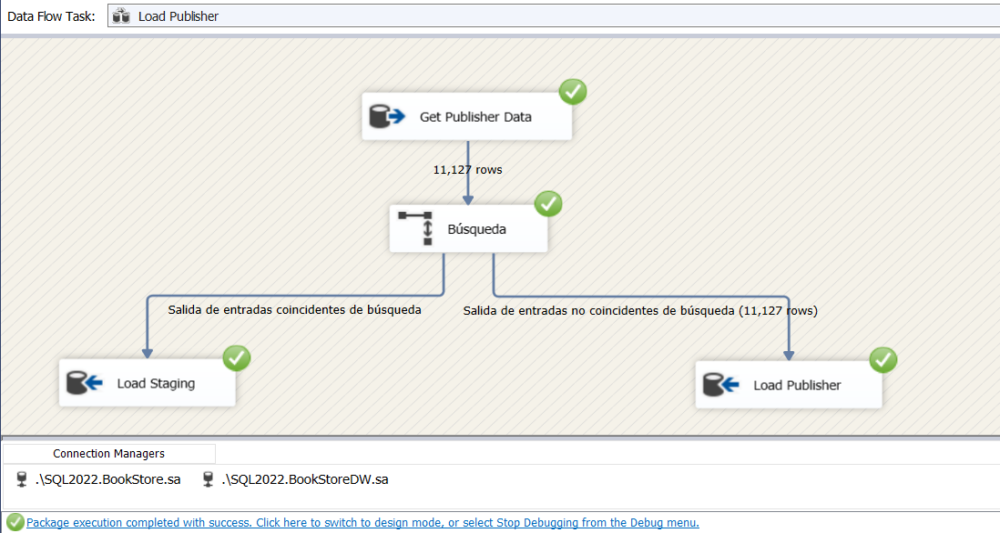 Data Flow Task: Load Publisher
Get Publisher Data
11,127 rows
Búsqueda
Salida de entradas coincidentes de búsqueda
Salida de entradas no coincidentes de búsqueda (11,127 rows)
Load Staging
Load Publisher
Connection Managers
.\SQL2022.BookStore.sa .\SQL2022.BookStoreDW.sa
Package execution completed with success. Click here to switch to design mode, or select Stop Debugging from the Debug menu.